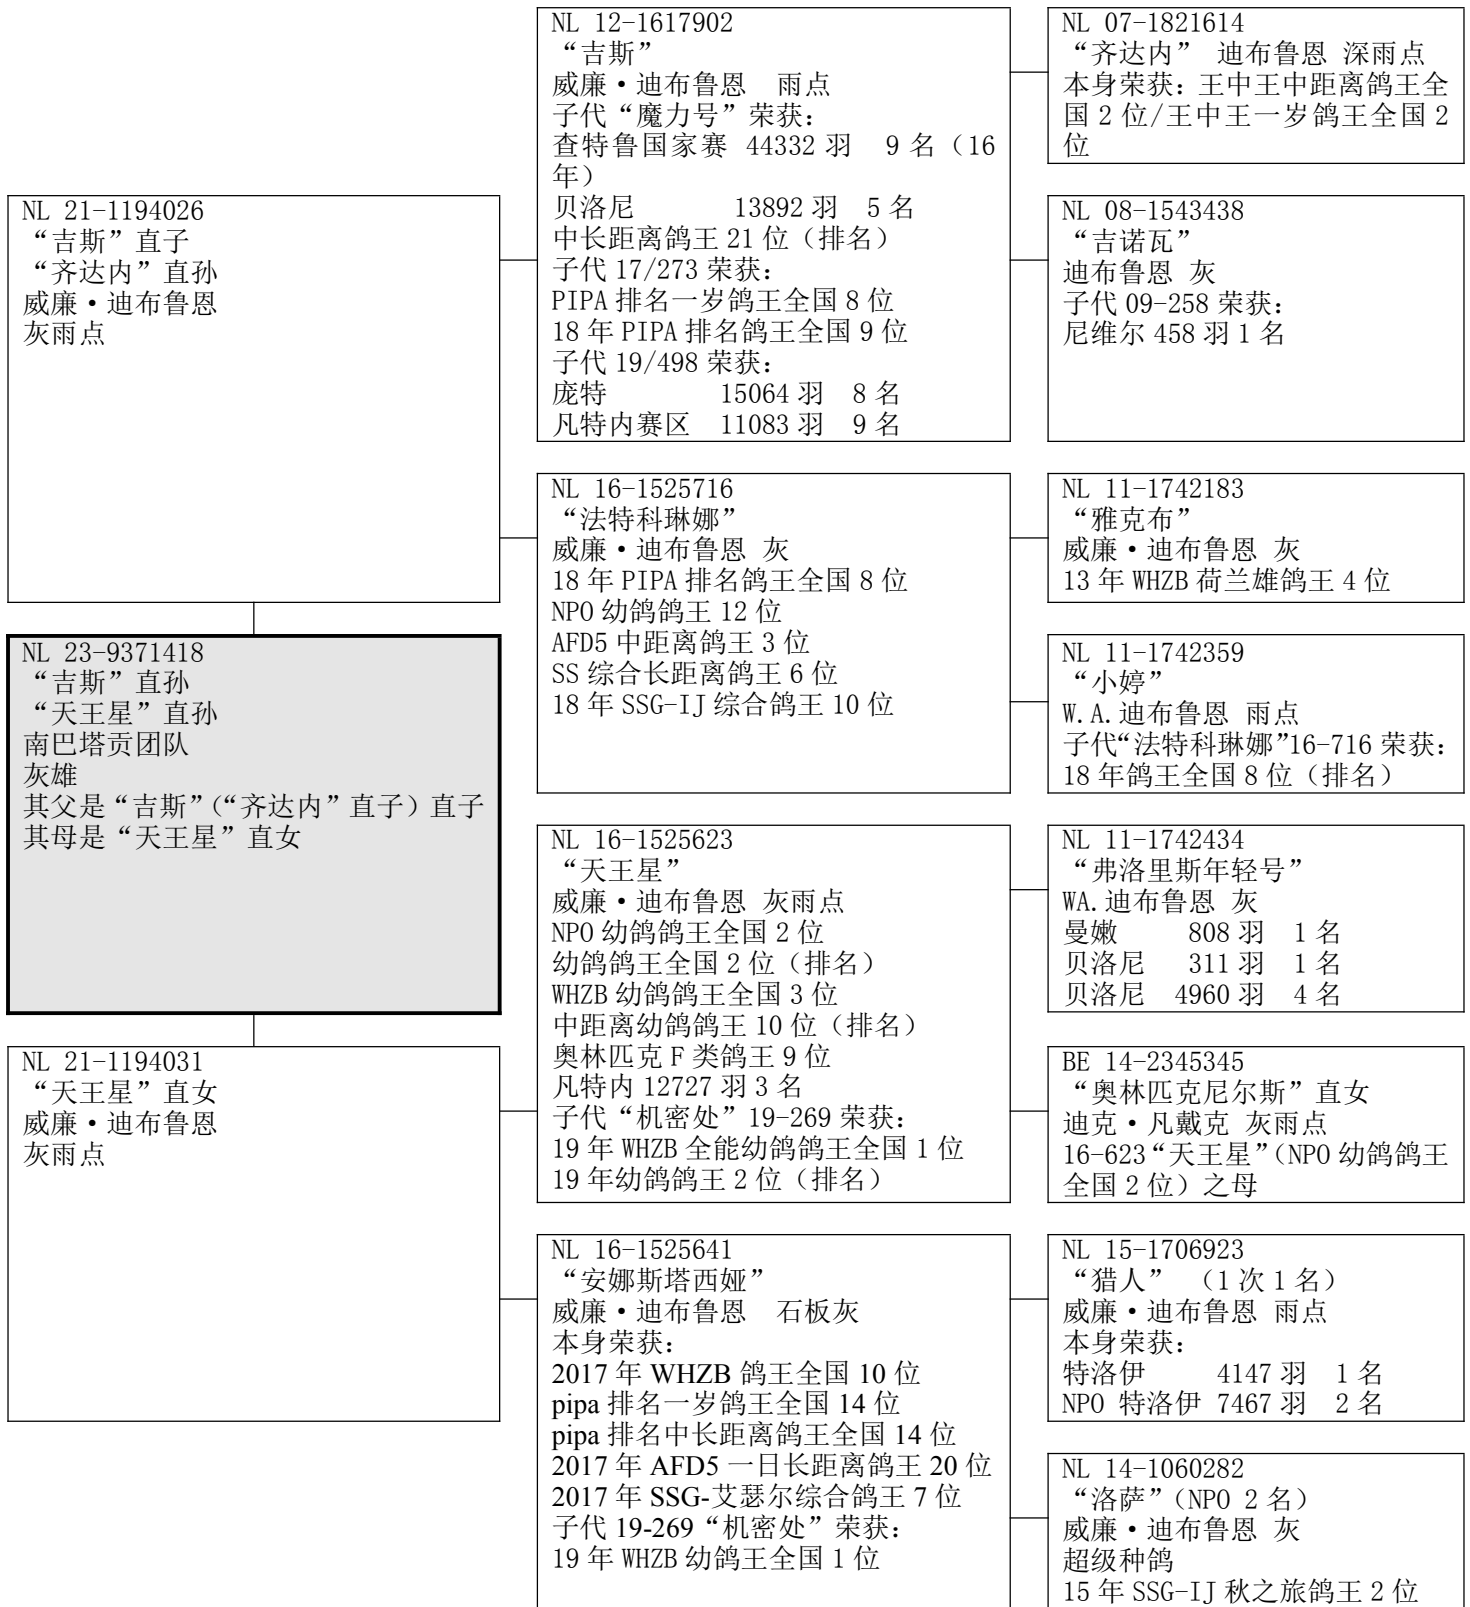 NL 21-1194026
“吉斯”直子
“齐达内”直孙
威廉·迪布鲁恩
灰雨点
NL 23-9371418
“吉斯”直孙
“天王星”直孙
南巴塔贡团队
灰雄
其父是“吉斯”（“齐达内”直子）直子
其母是“天王星”直女
NL 21-1194031
“天王星”直女
威廉·迪布鲁恩
灰雨点
NL 12-1617902
“吉斯”
威廉·迪布鲁恩 雨点
子代“魔力号”荣获：
查特鲁国家赛 44332 羽 9 名（16
年）
贝洛尼 13892 羽 5 名
中长距离鸽王 21 位（排名）
子代 17/273 荣获：
PIPA 排名一岁鸽王全国 8 位
18 年 PIPA 排名鸽王全国 9 位
子代 19/498 荣获：
庞特 15064 羽 8 名
凡特内赛区 11083 羽 9 名
NL 16-1525716
“法特科琳娜”
威廉·迪布鲁恩 灰
18 年 PIPA 排名鸽王全国 8 位
NPO 幼鸽鸽王 12 位
AFD5 中距离鸽王 3 位
SS 综合长距离鸽王 6 位
18 年 SSG-IJ 综合鸽王 10 位
NL 16-1525623
“天王星”
威廉·迪布鲁恩 灰雨点
NPO 幼鸽鸽王全国 2 位
幼鸽鸽王全国 2 位（排名）
WHZB 幼鸽鸽王全国 3 位
中距离幼鸽鸽王 10 位（排名）
奥林匹克 F 类鸽王 9 位
凡特内 12727 羽 3 名
子代“机密处”19-269 荣获：
19 年 WHZB 全能幼鸽鸽王全国 1 位
19 年幼鸽鸽王 2 位（排名）
NL 16-1525641
“安娜斯塔西娅”
威廉·迪布鲁恩 石板灰
本身荣获：
2017 年 WHZB 鸽王全国 10 位
pipa 排名一岁鸽王全国 14 位
pipa 排名中长距离鸽王全国 14 位
2017 年 AFD5 一日长距离鸽王 20 位
2017 年 SSG-艾瑟尔综合鸽王 7 位
子代 19-269“机密处”荣获：
19 年 WHZB 幼鸽王全国 1 位
NL 07-1821614
“齐达内” 迪布鲁恩 深雨点
本身荣获：王中王中距离鸽王全
国 2 位/王中王一岁鸽王全国 2
位
NL 08-1543438
“吉诺瓦”
迪布鲁恩 灰
子代 09-258 荣获：
尼维尔 458 羽 1 名
NL 11-1742183
“雅克布”
威廉·迪布鲁恩 灰
13 年 WHZB 荷兰雄鸽王 4 位
NL 11-1742359
“小婷”
W.A.迪布鲁恩 雨点
子代“法特科琳娜”16-716 荣获：
18 年鸽王全国 8 位（排名）
NL 11-1742434
“弗洛里斯年轻号”
WA.迪布鲁恩 灰
曼嫩 808 羽 1 名
贝洛尼 311 羽 1 名
贝洛尼 4960 羽 4 名
BE 14-2345345
“奥林匹克尼尔斯”直女
迪克·凡戴克 灰雨点
16-623“天王星”（NPO 幼鸽鸽王
全国 2 位）之母
NL 15-1706923
“猎人” （1 次 1 名）
威廉·迪布鲁恩 雨点
本身荣获：
特洛伊 4147 羽 1 名
NPO 特洛伊 7467 羽 2 名
NL 14-1060282
“洛萨”（NPO 2 名）
威廉·迪布鲁恩 灰
超级种鸽
15 年 SSG-IJ 秋之旅鸽王 2 位